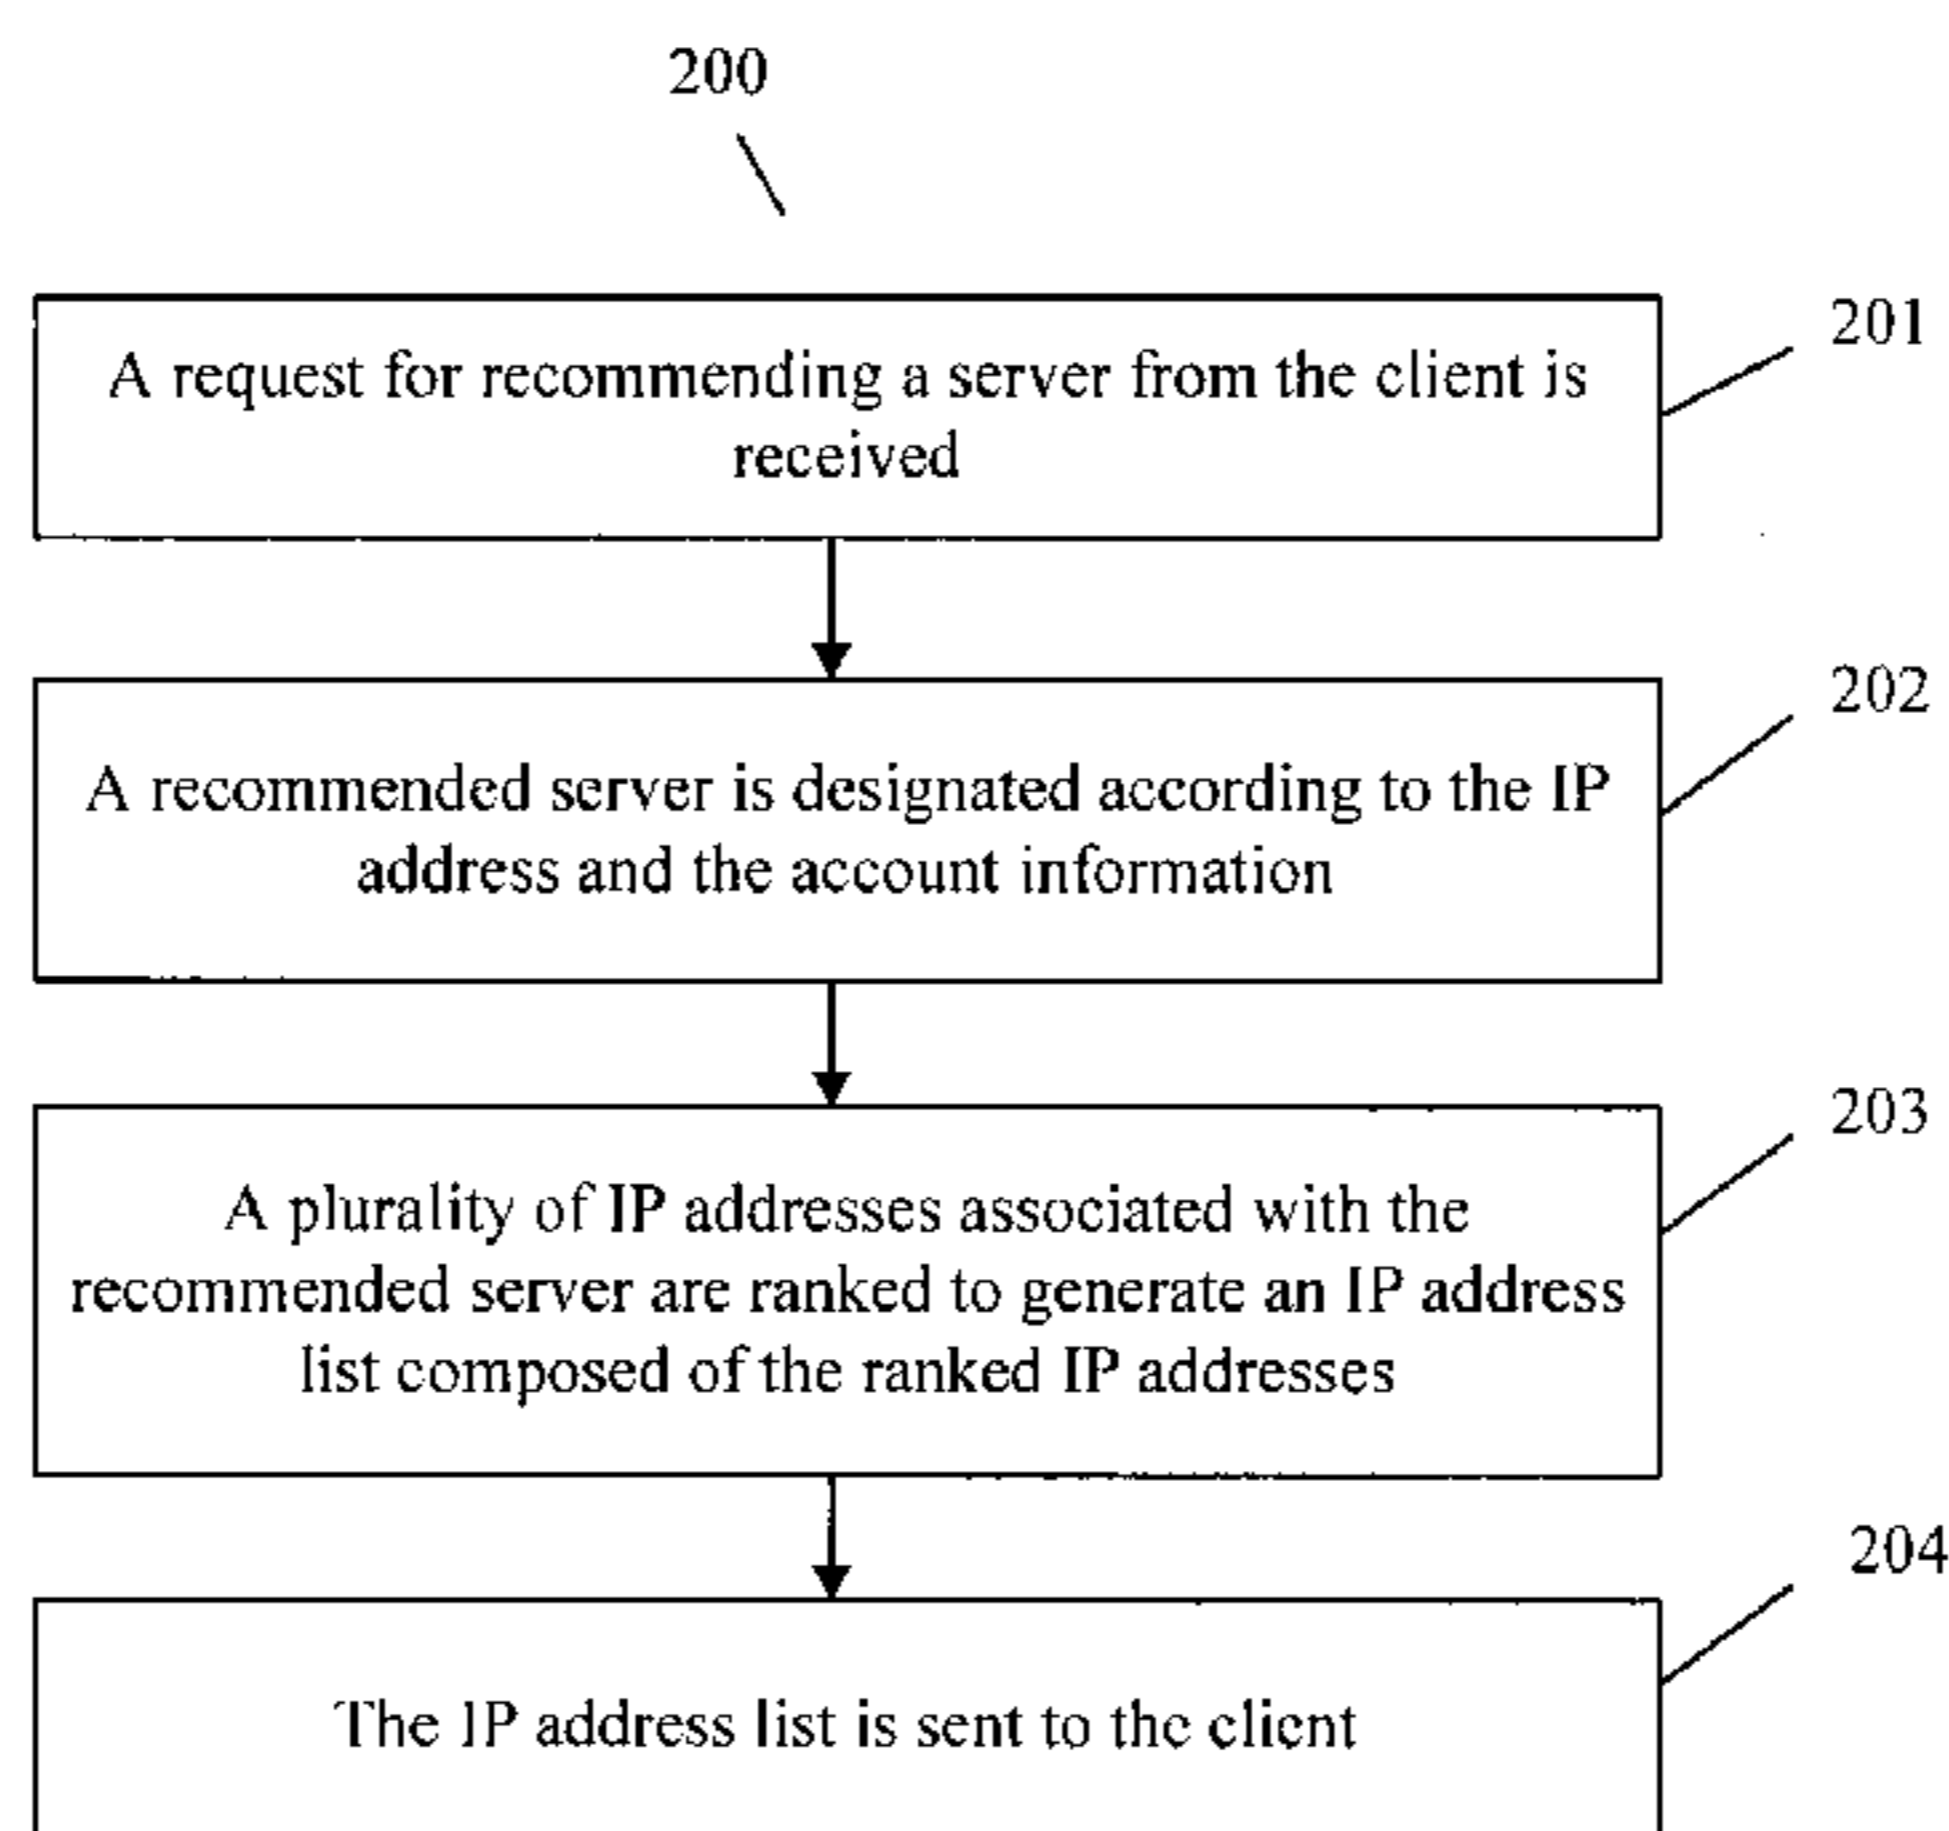 200
201
A request for recommending a server from the client is
received
202
A recommended server is designated according to the IP
address and the account information
203
A plurality of IP addresses associated with the
recommended server are ranked to generate an IP address
list composed of the ranked IP addresses
204
The IP address list is sent to the client